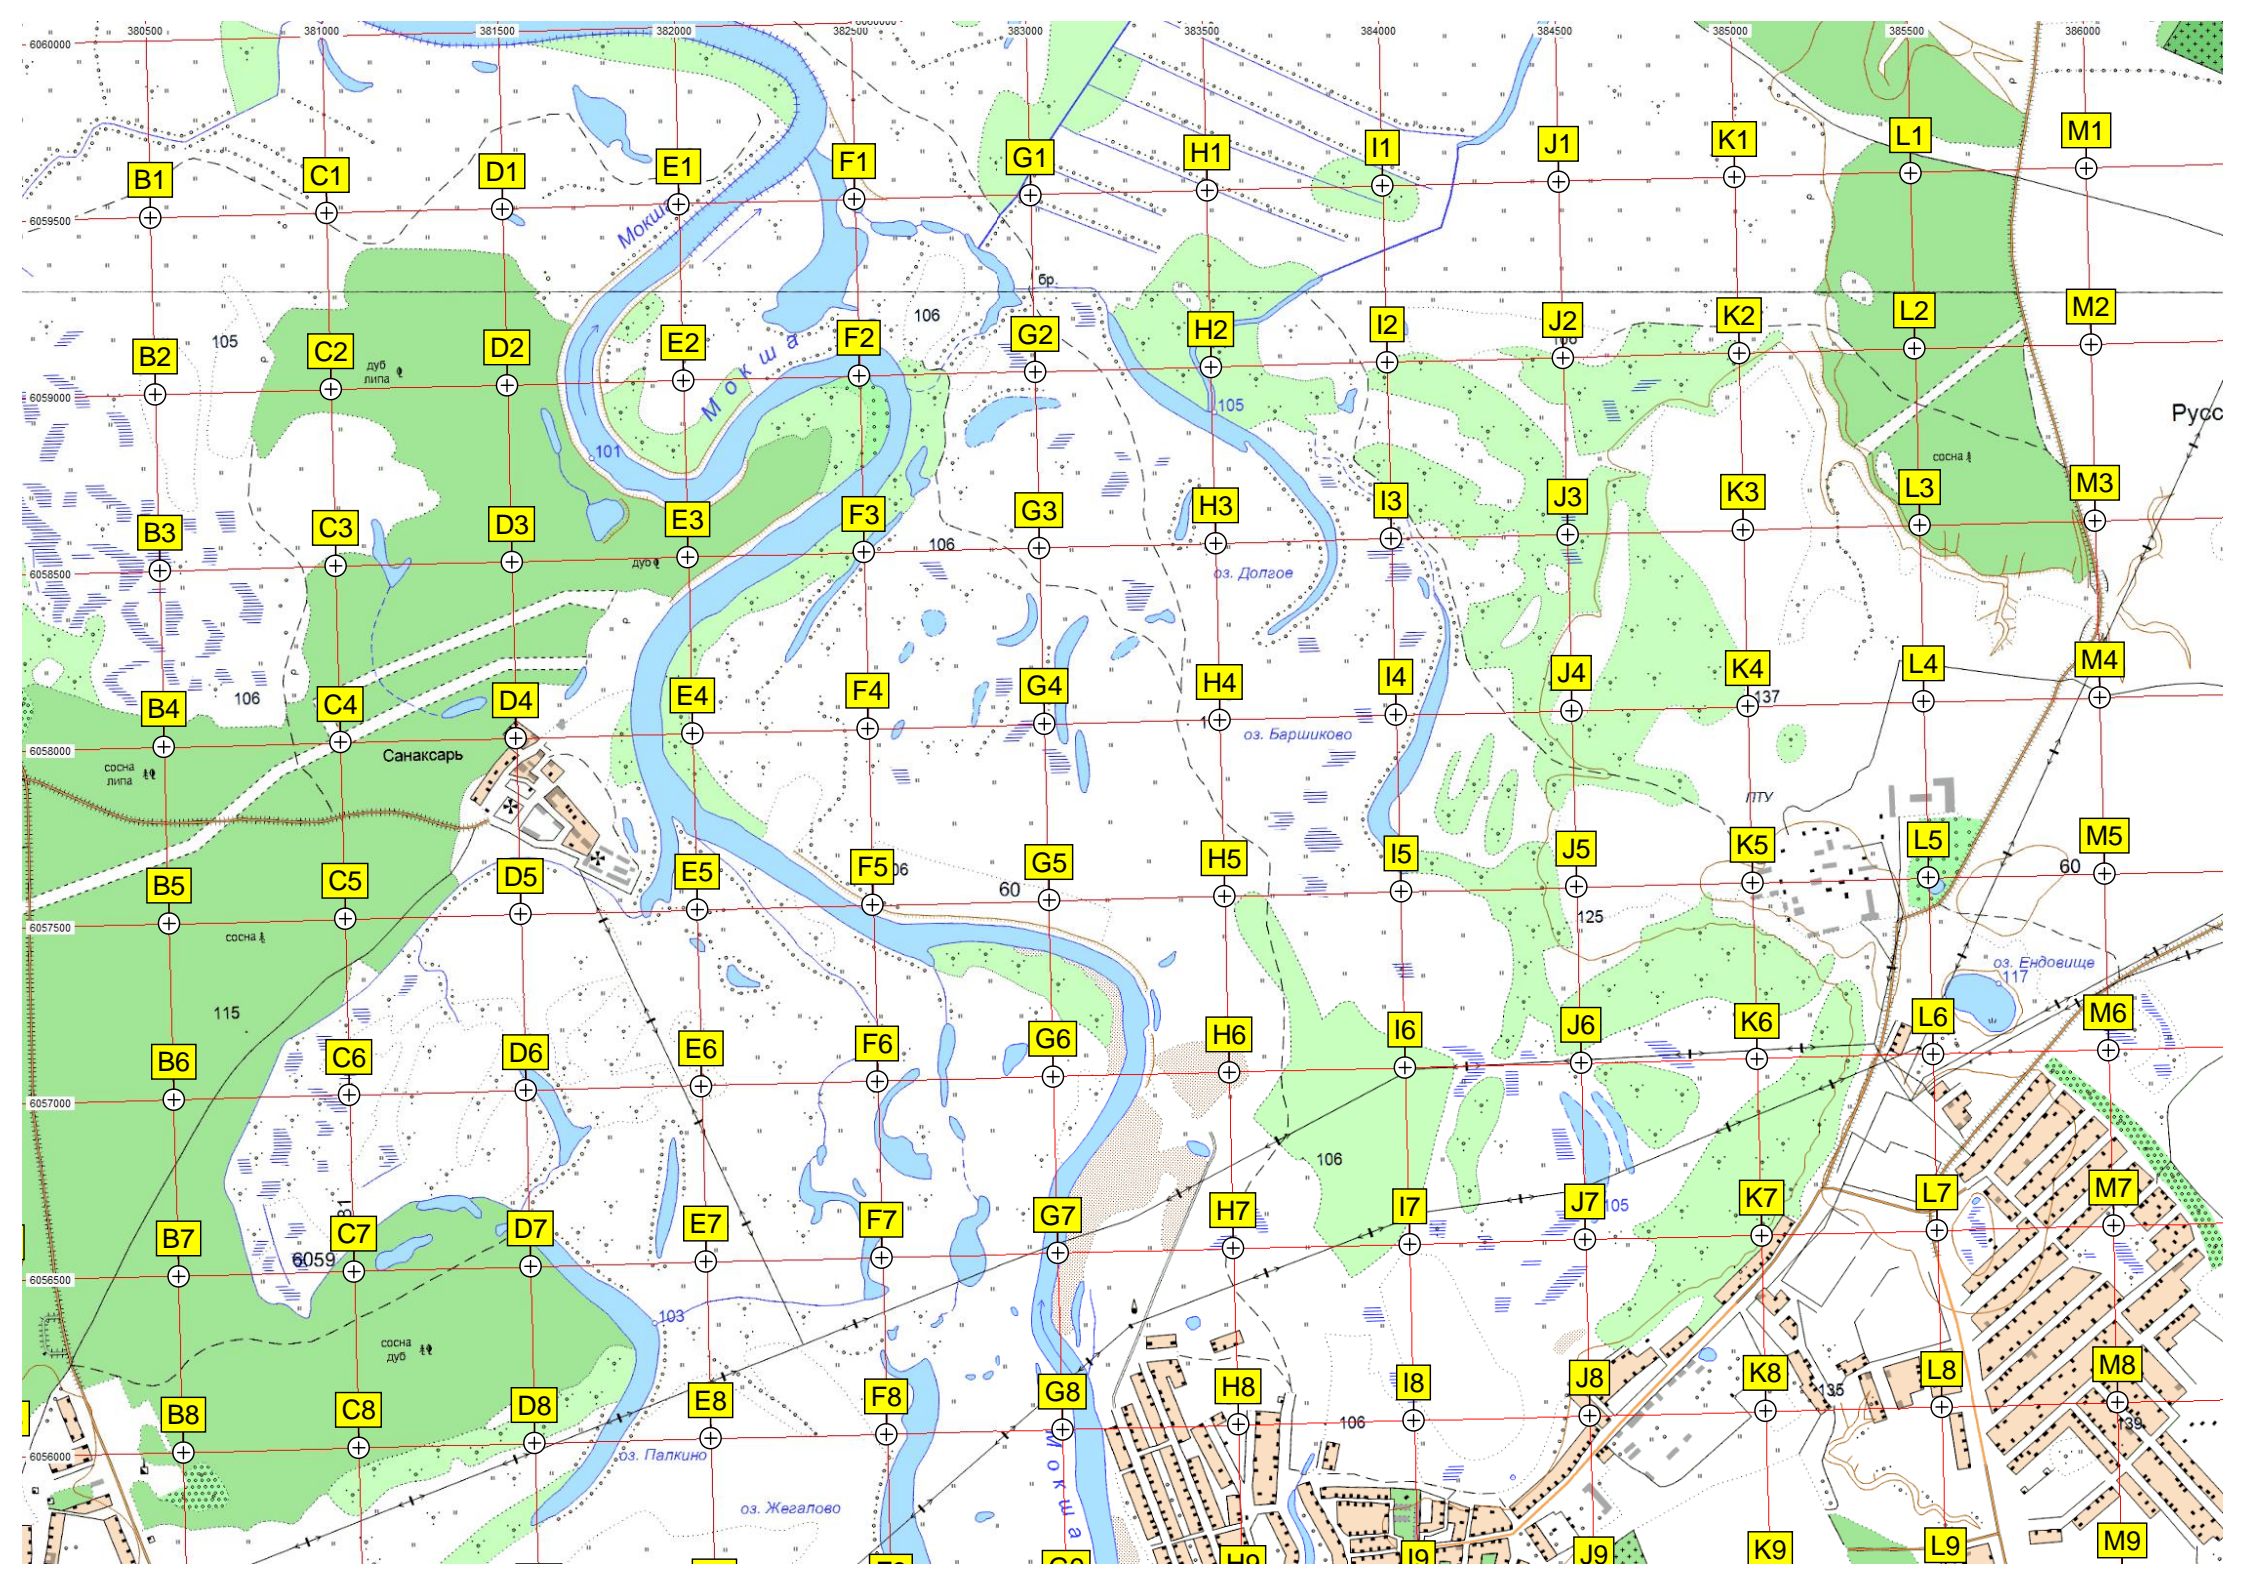 380500 381000 381500 382000 382500 383000 383500 384000 384500 385000 385500 386000
6060000
B1 C1 D1 E1 F1 G1 H1 I1 J1 K1 L1 M1
6059500
Мокша
106
бр.
105
B2 C2 D2 E2 F2 G2 H2 I2 J2 K2 L2 M2
дуб
липа
Мокша
6059000
105
Русс
101
сосна
B3 C3 D3 E3 F3 G3 H3 I3 J3 K3 L3 M3
106
дуб
оз. Долгое
6058500
106
B4 C4 D4 E4 F4 G4 H4 I4 J4 K4 L4 M4
137
оз. Баршиково
6058000
Санаксарь
сосна
липа
ПТУ
B5 C5 D5 E5 F5 G5 H5 I5 J5 K5 L5 M5
60
60
125
6057500
сосна
оз. Ендовище
117
115
B6 C6 D6 E6 F6 G6 H6 I6 J6 K6 L6 M6
6057000
106
B7 C7 D7 E7 F7 G7 H7 I7 J7 K7 L7 M7
105
6059
6056500
103
сосна
дуб
B8 C8 D8 E8 F8 G8 H8 I8 J8 K8 L8 M8
135
106
139
6056000
оз. Палкино
Мокша
оз. Жегалово
H9 I9 J9 K9 L9 M9